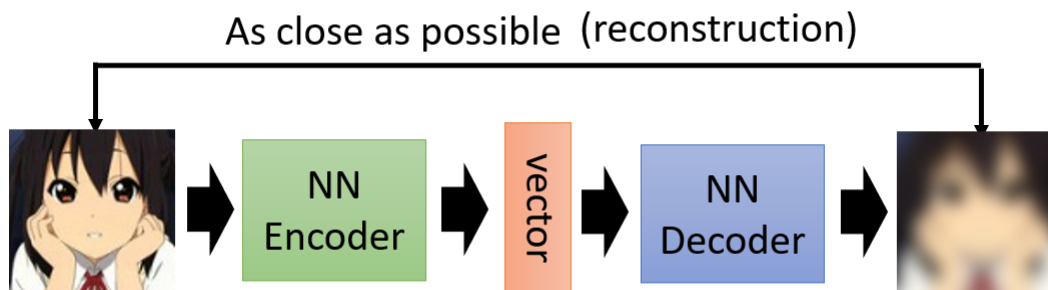 As close as possible (reconstruction)
NN
Encoder
vector
NN
Decoder